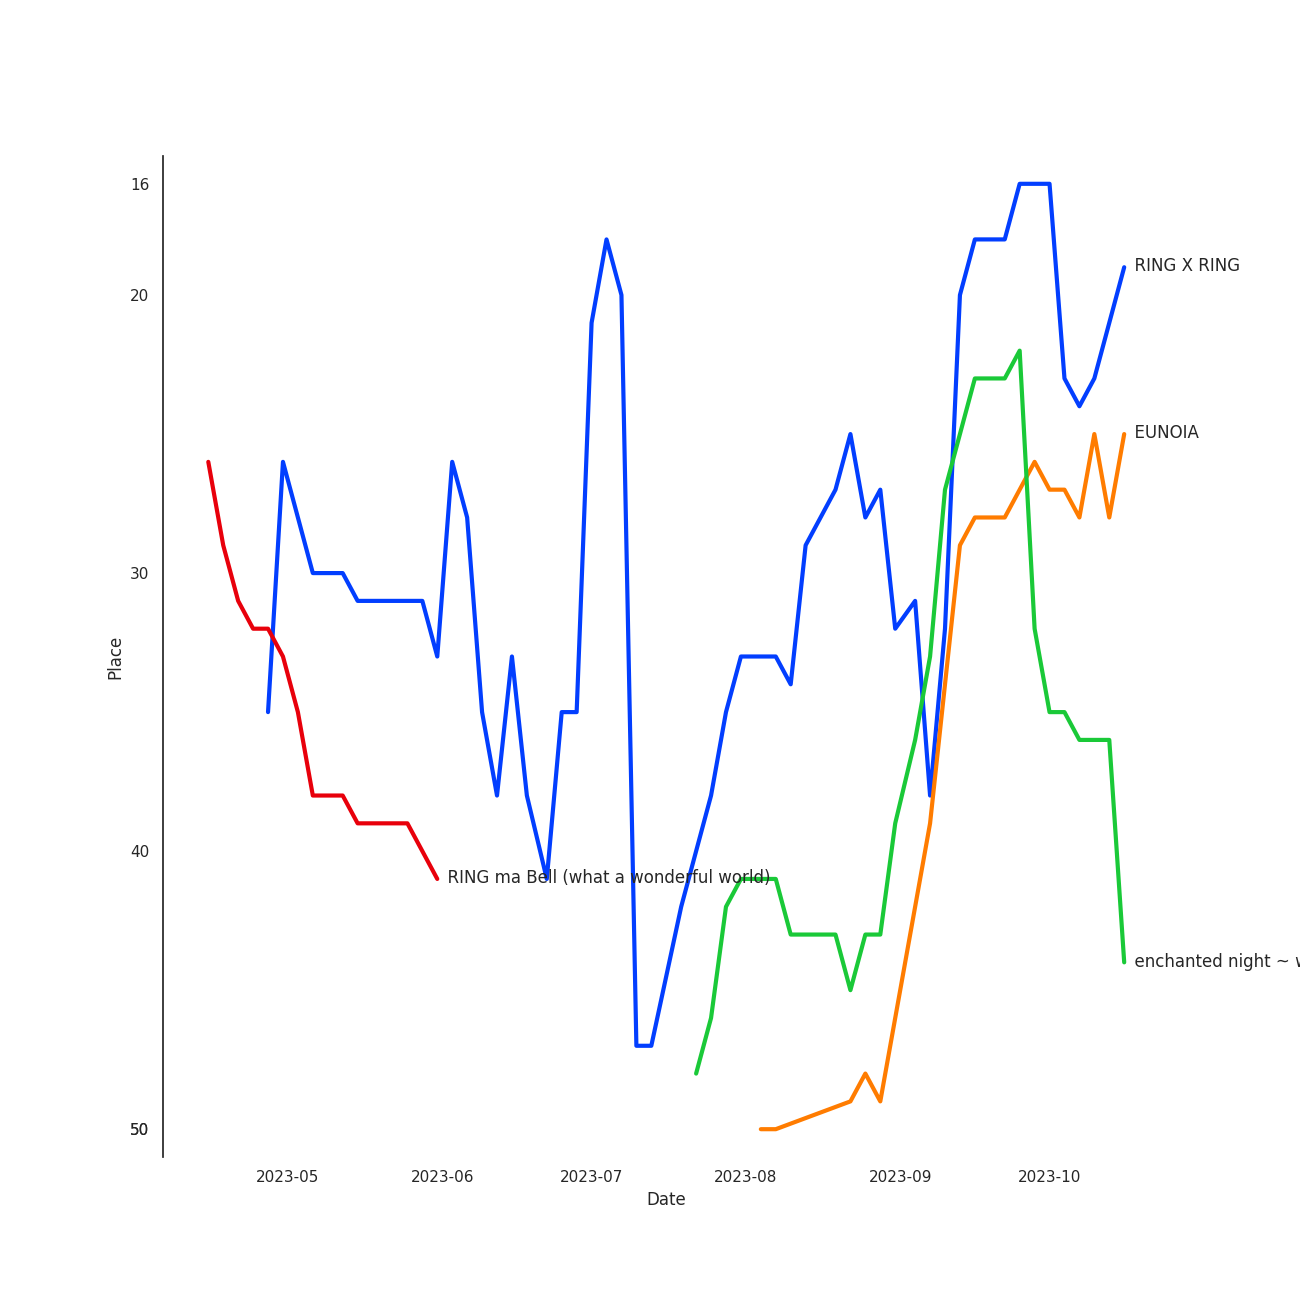 16
RING X RING
20
EUNOIA
30
Place
40
RING ma Bell (what a wonderful world)
enchanted night ~
50
2023-05 2023-06 2023-07 2023-08 2023-09 2023-10
Date